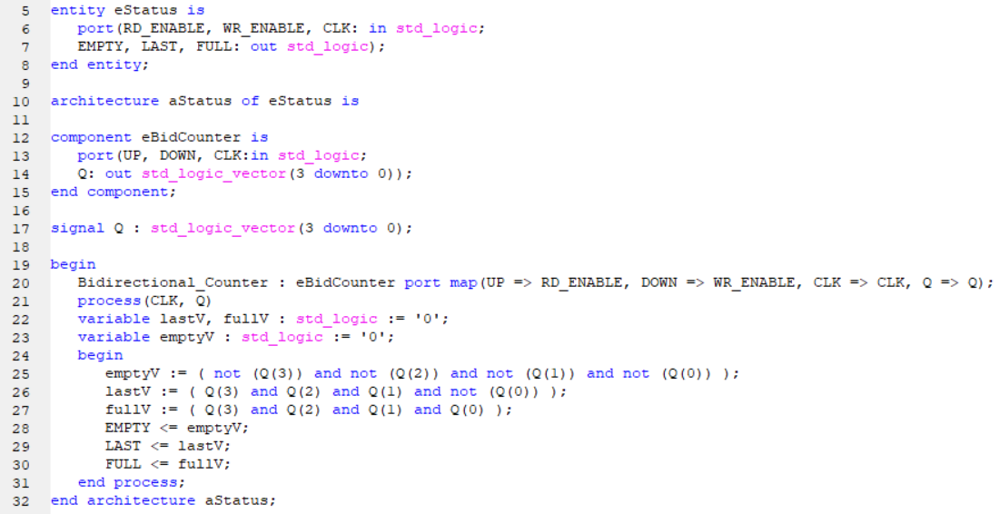 5 entity eStatus is
6 port(RD_ENABLE, WR_ENABLE, CLK: in std_logic;
7 EMPTY, LAST, FULL: out std_logic);
8 end entity;
9
10 architecture aStatus of eStatus is
11
12 component eBidCounter is
13 port(UP, DOWN, CLK:in std_logic;
14 Q: out std_logic_vector(3 downto 0));
15 end component;
16
17 signal Q : std_logic_vector(3 downto 0);
18
19 begin
20 Bidirectional_Counter : eBidCounter port map(UP => RD_ENABLE, DOWN => WR_ENABLE, CLK => CLK, Q => Q);
21 process(CLK, Q)
22 variable lastV, fullV : std_logic := '0';
23 variable emptyV : std_logic := '0';
24 begin
25 emptyV := ( not (Q(3)) and not (Q(2)) and not (Q(1)) and not (Q(0)) );
26 lastV := ( Q(3) and Q(2) and Q(1) and not (Q(0)) );
27 fullV := ( Q(3) and Q(2) and Q(1) and Q(0) );
28 EMPTY <= emptyV;
29 LAST <= lastV;
30 FULL <= fullV;
31 end process;
32 end architecture aStatus;